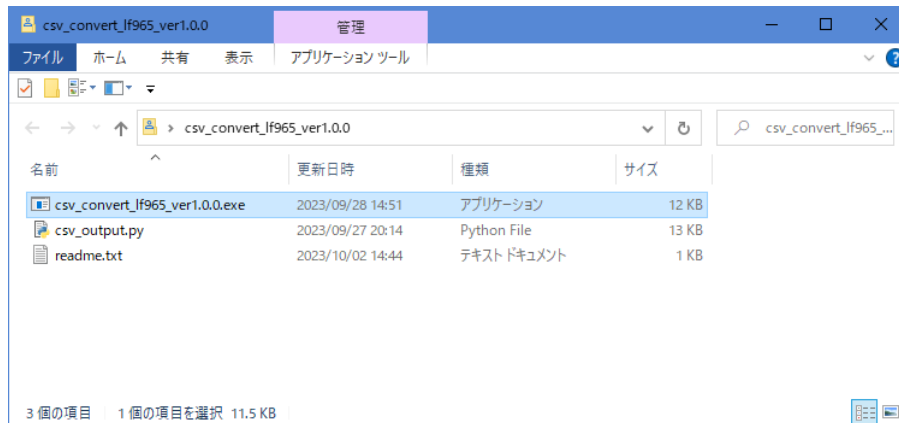 csv_convert_lf965_ver1.0.0 管理
ファイル ホーム 共有 表示 アプリケーション ツール
csv_convert_lf965_ver1.0.0 csv_convert_lf965_...
名前 更新日時 種類 サイズ
csv_convert_lf965_ver1.0.0.exe 2023/09/28 14:51 アプリケーション 12 KB
csv_output.py 2023/09/27 20:14 Python File 13 KB
readme.txt 2023/10/02 14:44 テキスト ドキュメント 1 KB
3 個の項目 1 個の項目を選択 11.5 KB